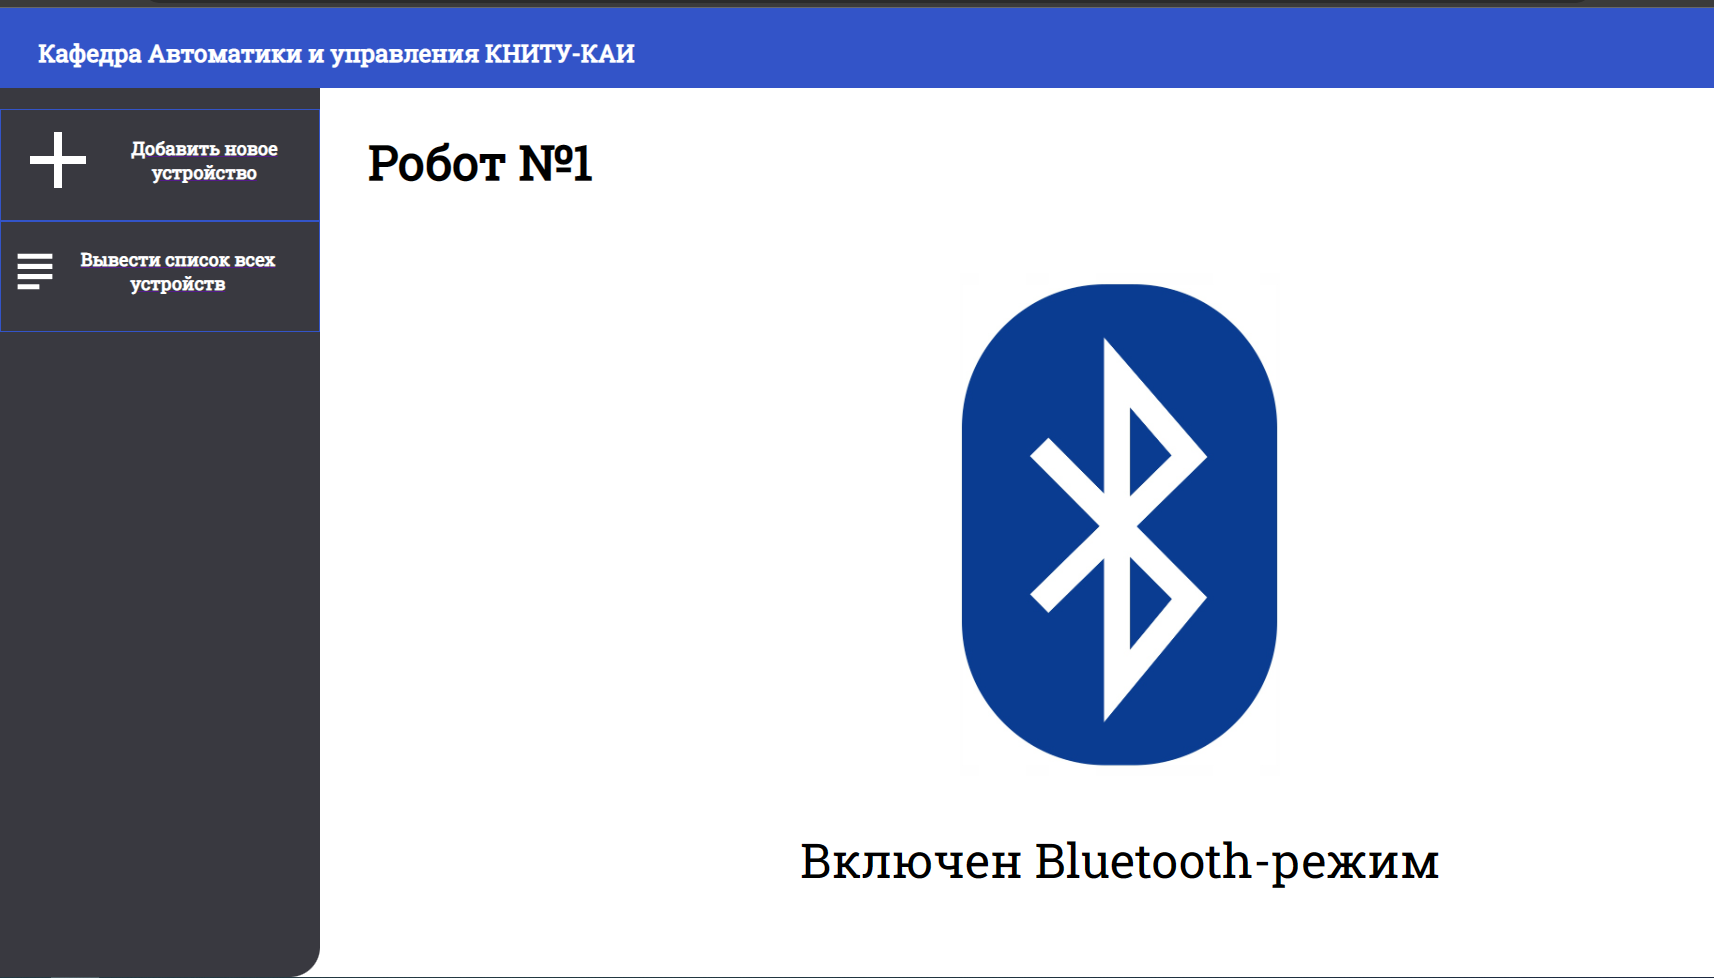 Кафедра Автоматики и управления КНИТУ-КАИ
Добавить новое
устройство
Вывести список всех
устройств
Робот №1
Включен Bluetooth-режим